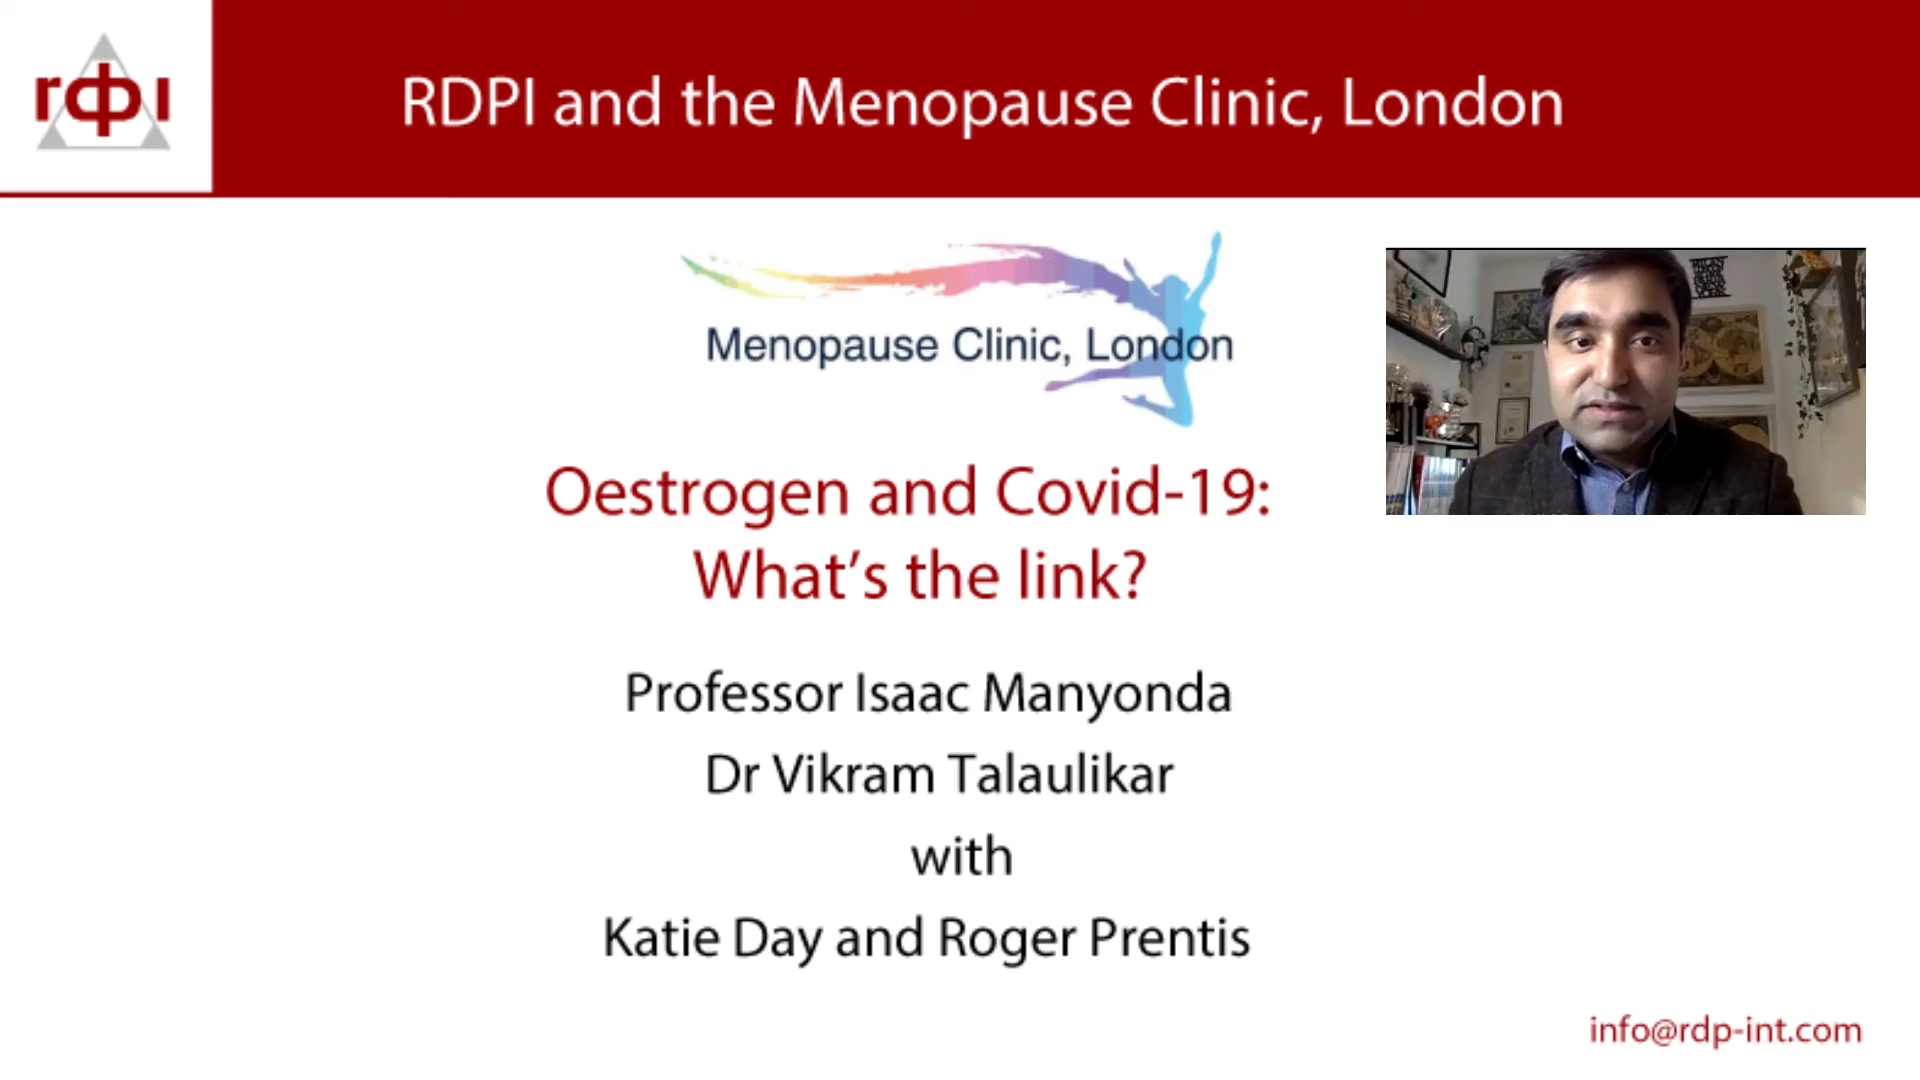 rφı
RDPI and the Menopause Clinic, London
Menopause Clinic, London
Oestrogen and Covid-19:
What’s the link?
Professor Isaac Manyonda
Dr Vikram Talaulikar
with
Katie Day and Roger Prentis
info@rdp-int.com